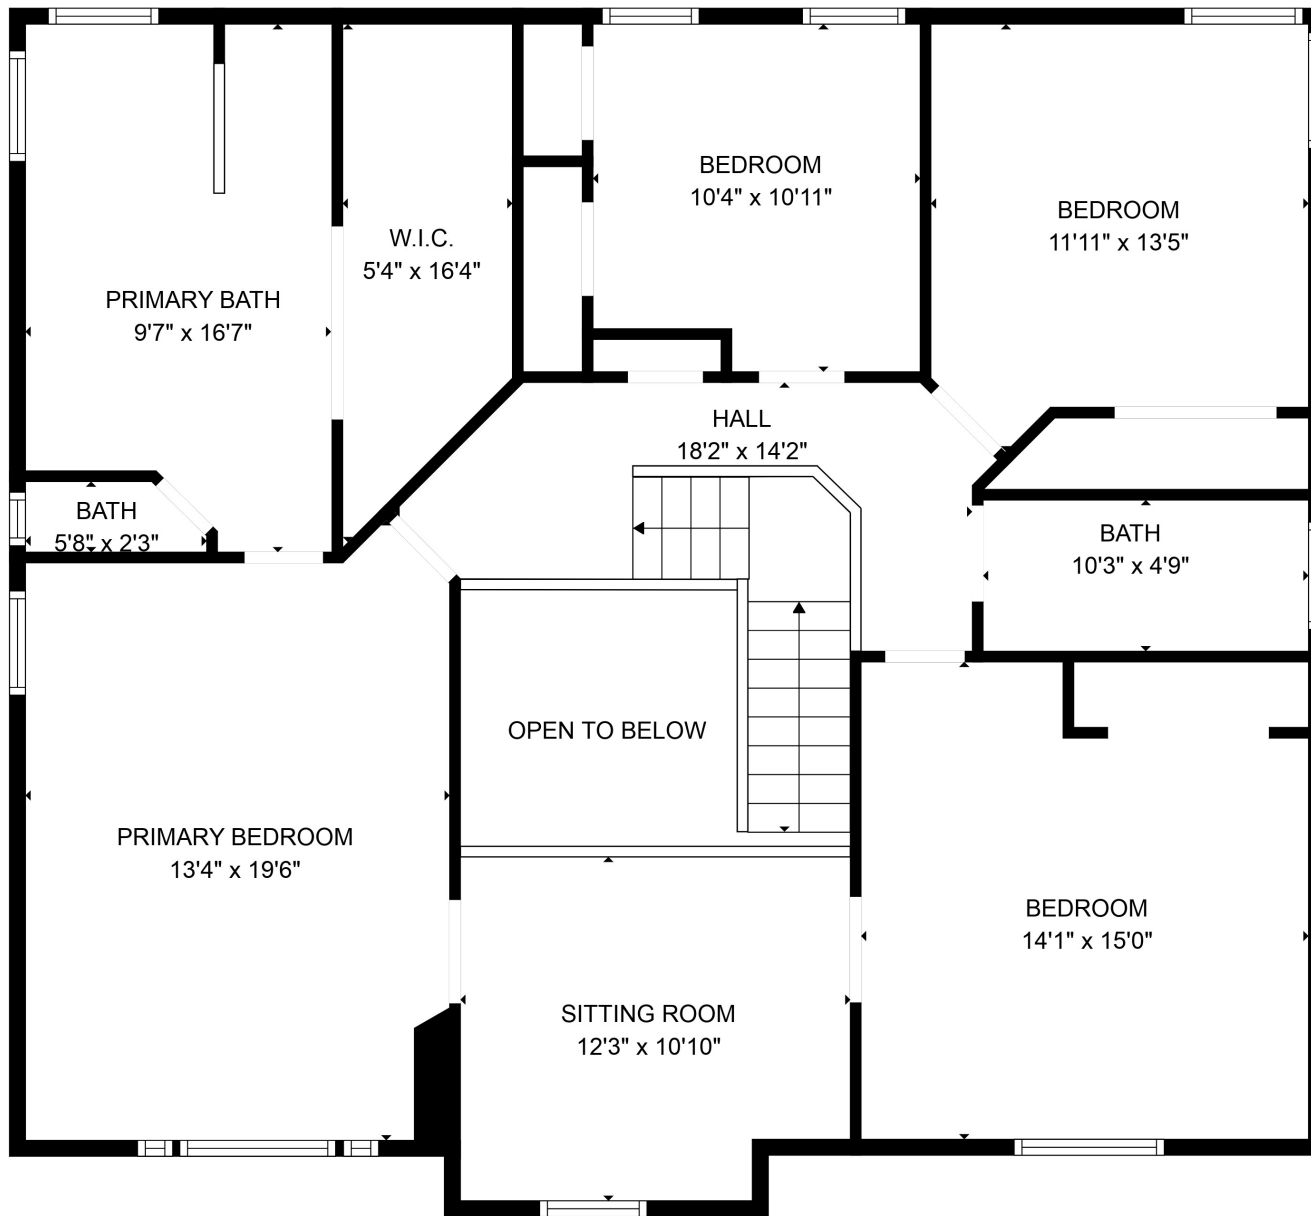 BEDROOM
10'4" x 10'11"
BEDROOM
11'11" x 13'5"
W.I.C.
5'4" x 16'4"
PRIMARY BATH
9'7" x 16'7"
HALL
18'2" x 14'2"
BATH
5'8" x 2'3"
BATH
10'3" x 4'9"
OPEN TO BELOW
PRIMARY BEDROOM
13'4" x 19'6"
BEDROOM
14'1" x 15'0"
SITTING ROOM
12'3" x 10'10"